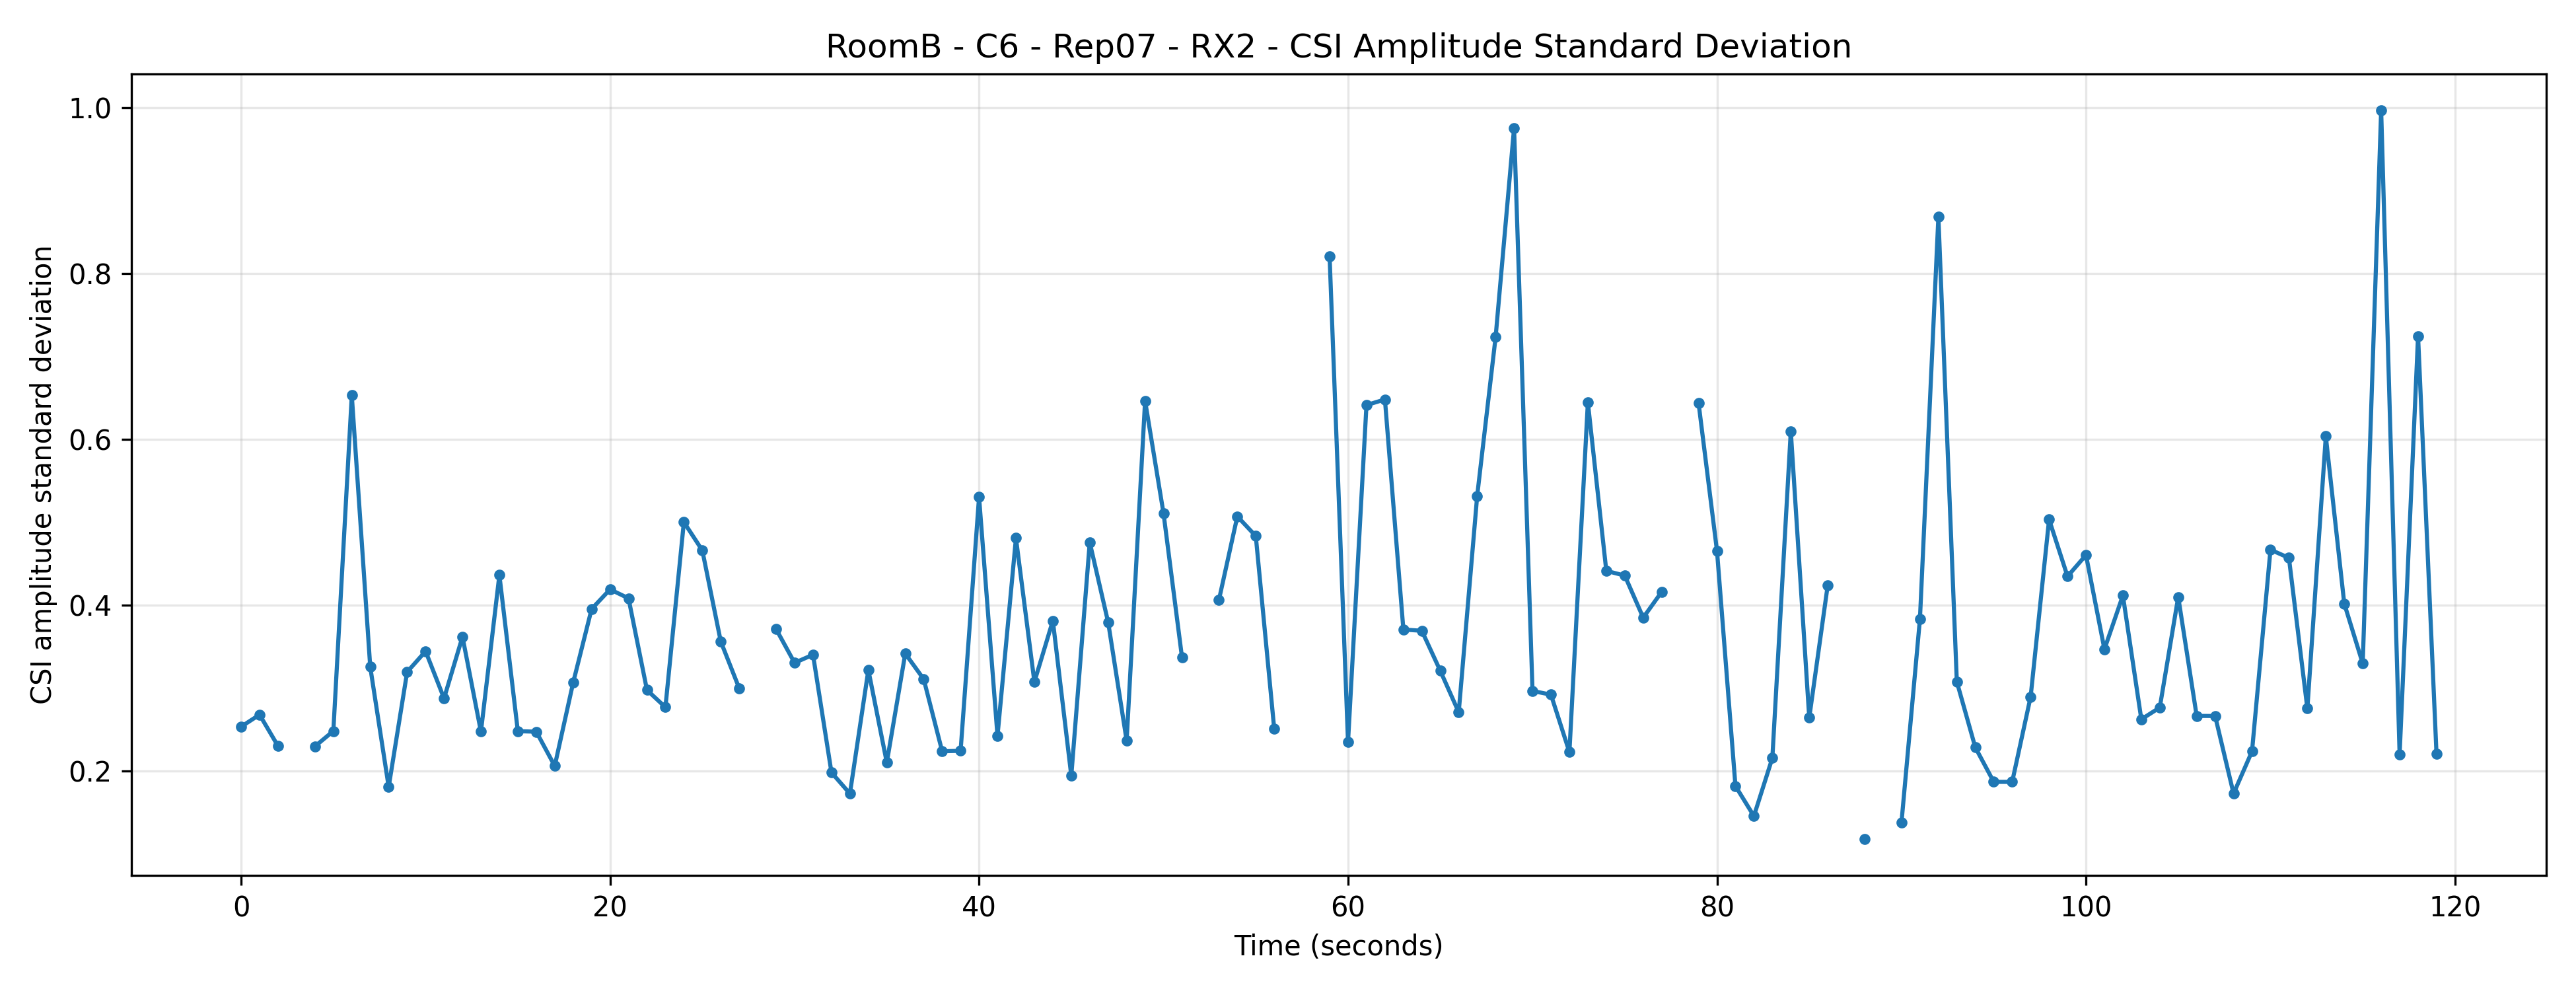 RoomB - C6 - Rep07 - RX2 - CSI Amplitude Standard Deviation
CSI amplitude standard deviation
1.0
0.8
0.6
0.4
0.2
0 20 40 60 80 100 120
Time (seconds)